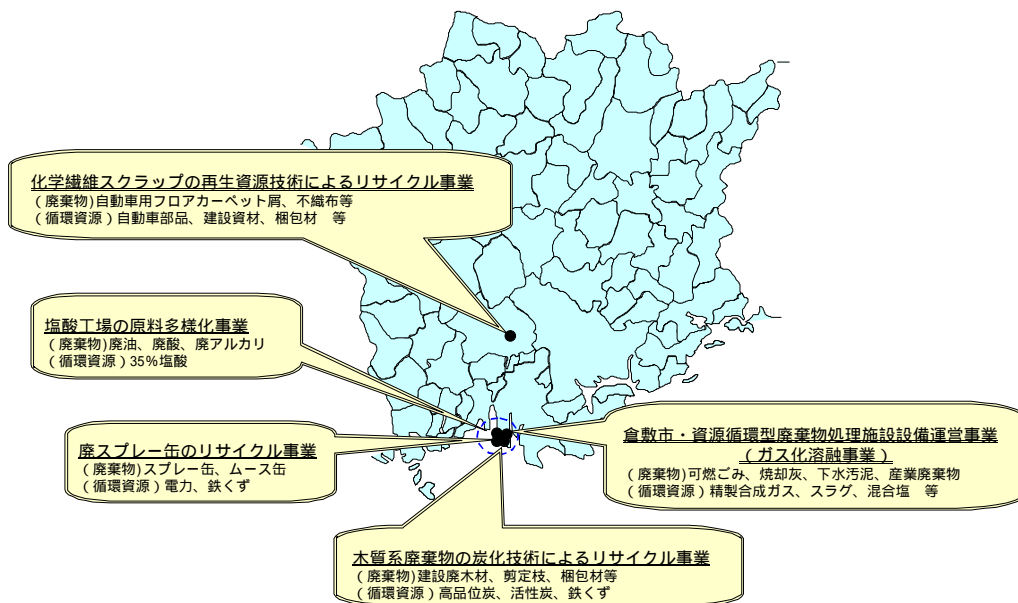 化学繊維スクラップの再生資源技術によるリサイクル事業
(廃棄物)自動車用フロアカーペット屑、不織布等
(循環資源)自動車部品、建設資材、梱包材　等
塩酸工場の原料多様化事業
(廃棄物)廃油、廃酸、廃アルカリ
(循環資源)35%塩酸
廃スプレー缶のリサイクル事業
(廃棄物)スプレー缶、ムース缶
(循環資源)電力、鉄くず
倉敷市・資源循環型廃棄物処理施設設備運営事業
(ガス化溶融事業)
(廃棄物)可燃ごみ、焼却灰、下水汚泥、産業廃棄物
(循環資源)精製合成ガス、スラグ、混合塩　等
木質系廃棄物の炭化技術によるリサイクル事業
(廃棄物)建設廃木材、剪定枝、梱包材等
(循環資源)高品位炭、活性炭、鉄くず